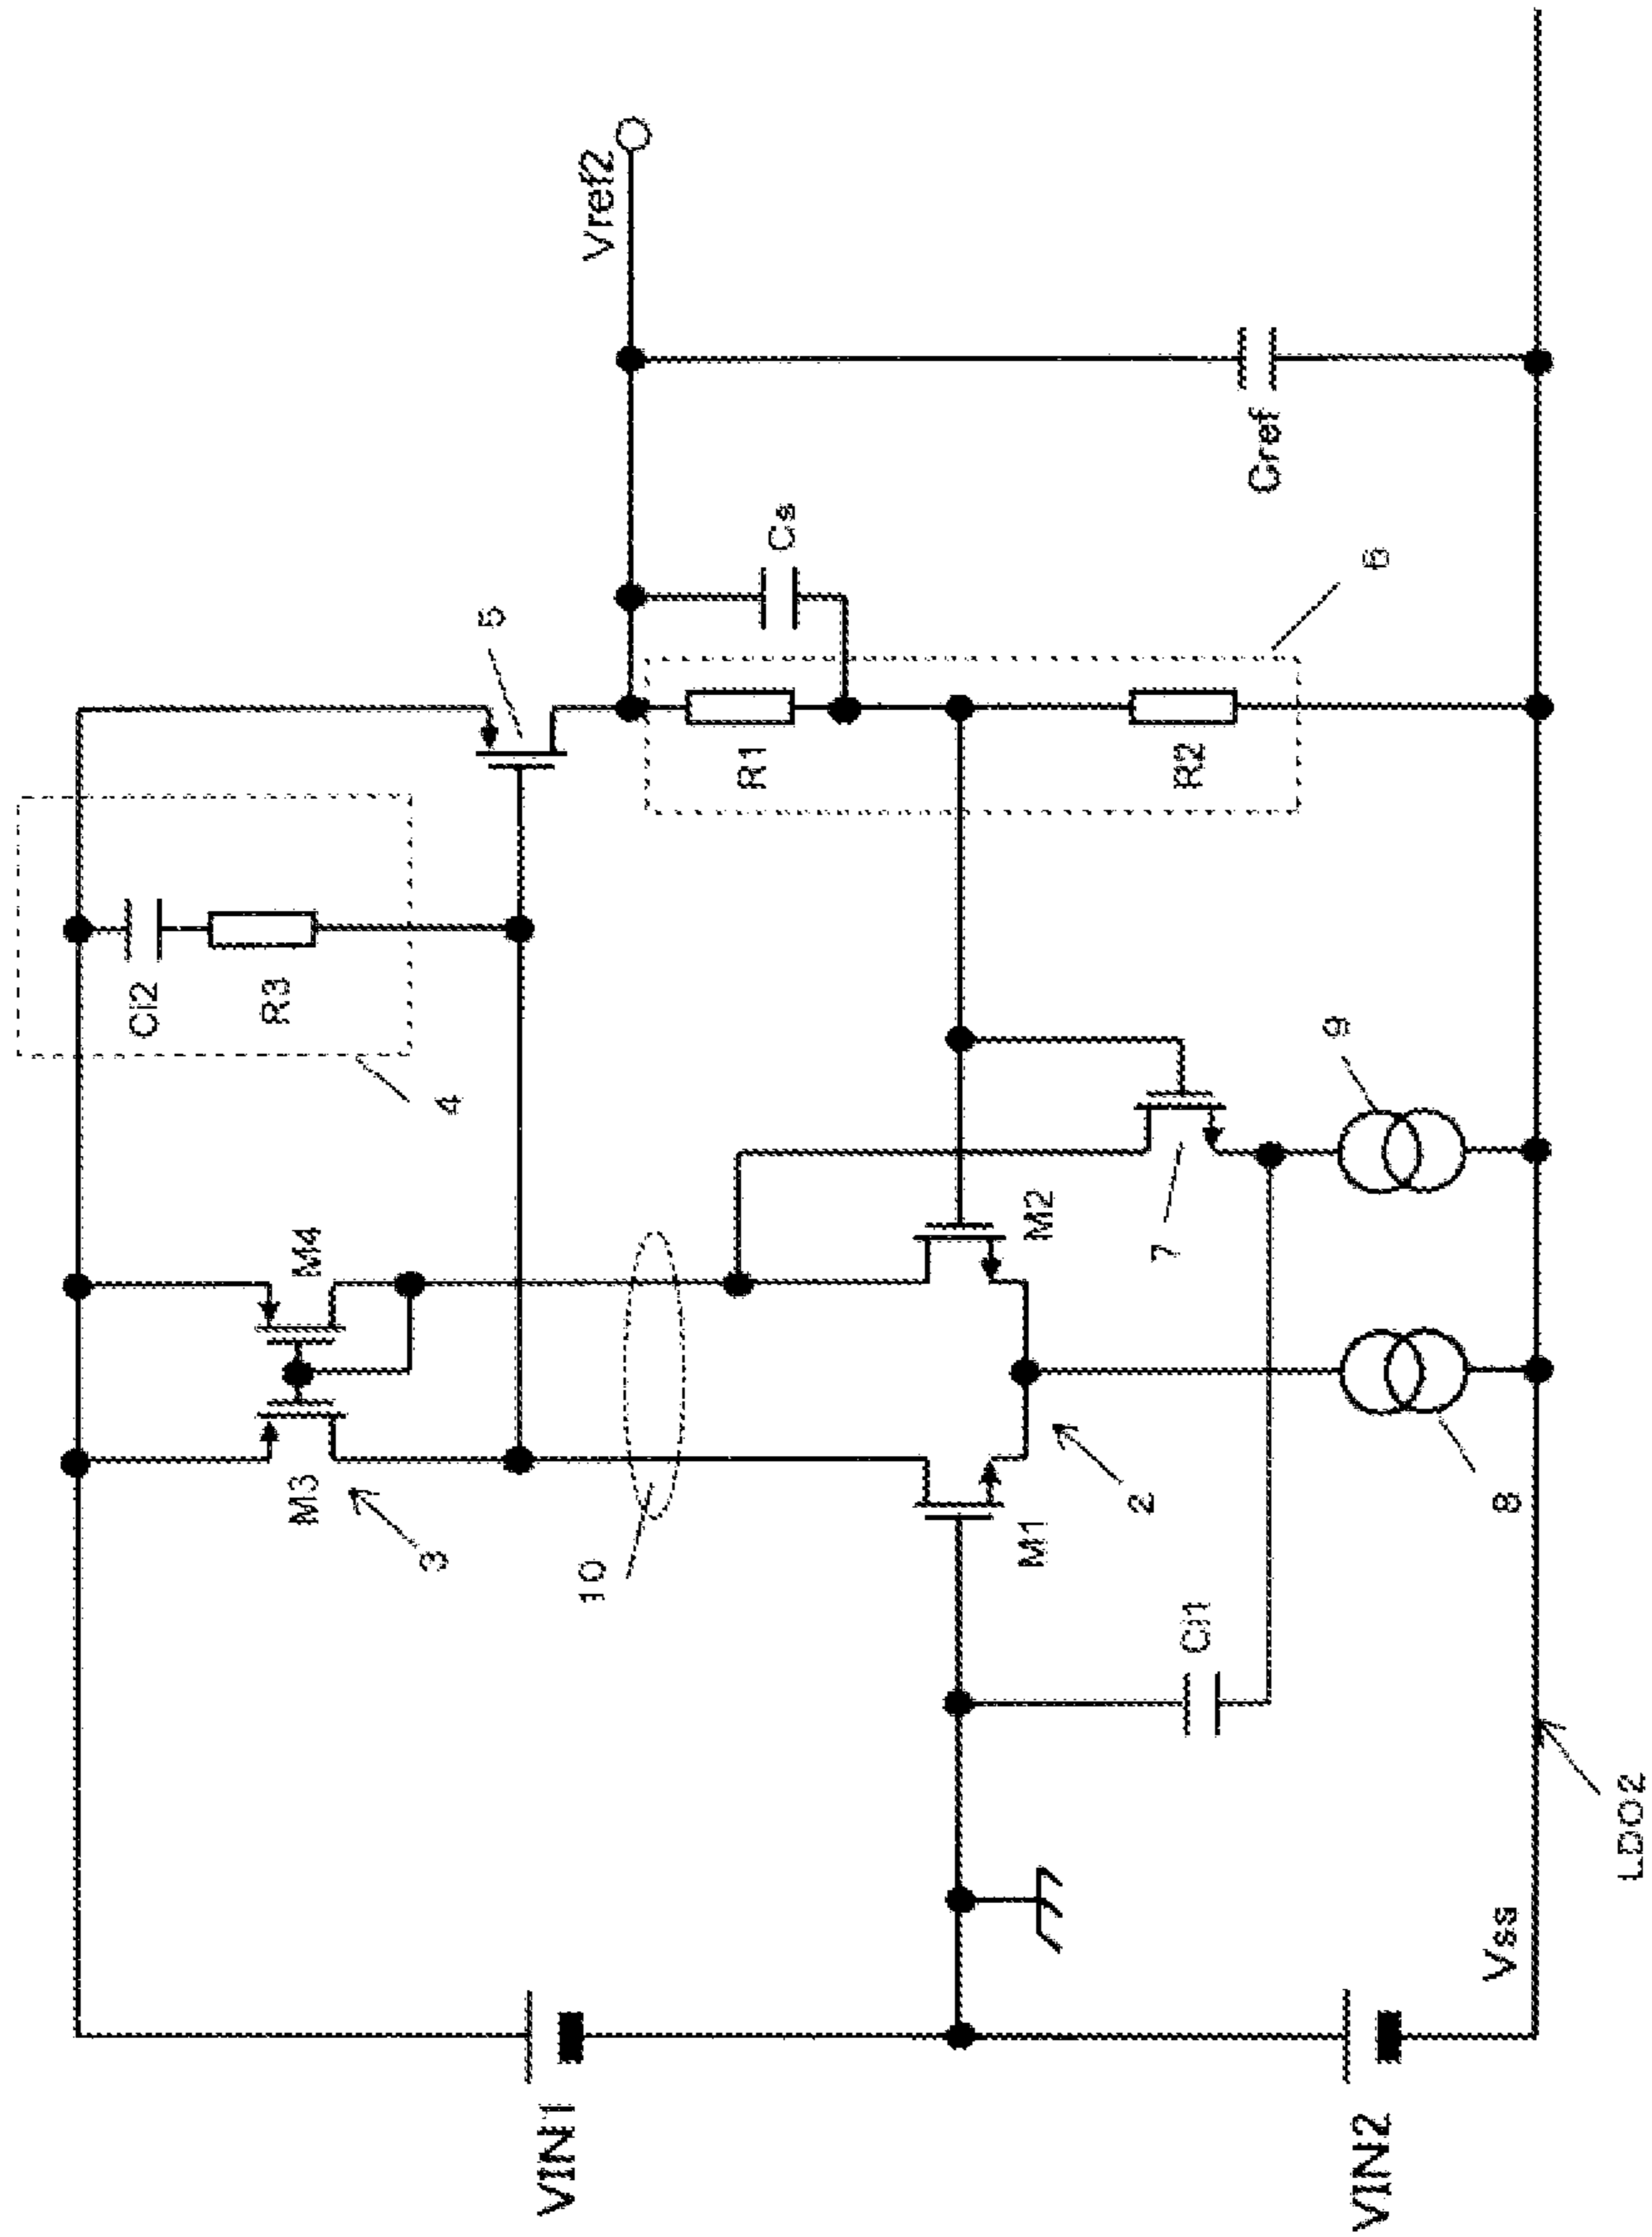 VIN1
VIN2
Vss
LDO2
Ci1
M1
M2
2
8
9
7
10
3
M3
M4
4
Ci2
R3
5
R1
R2
6
Cs
Cref
Vref2